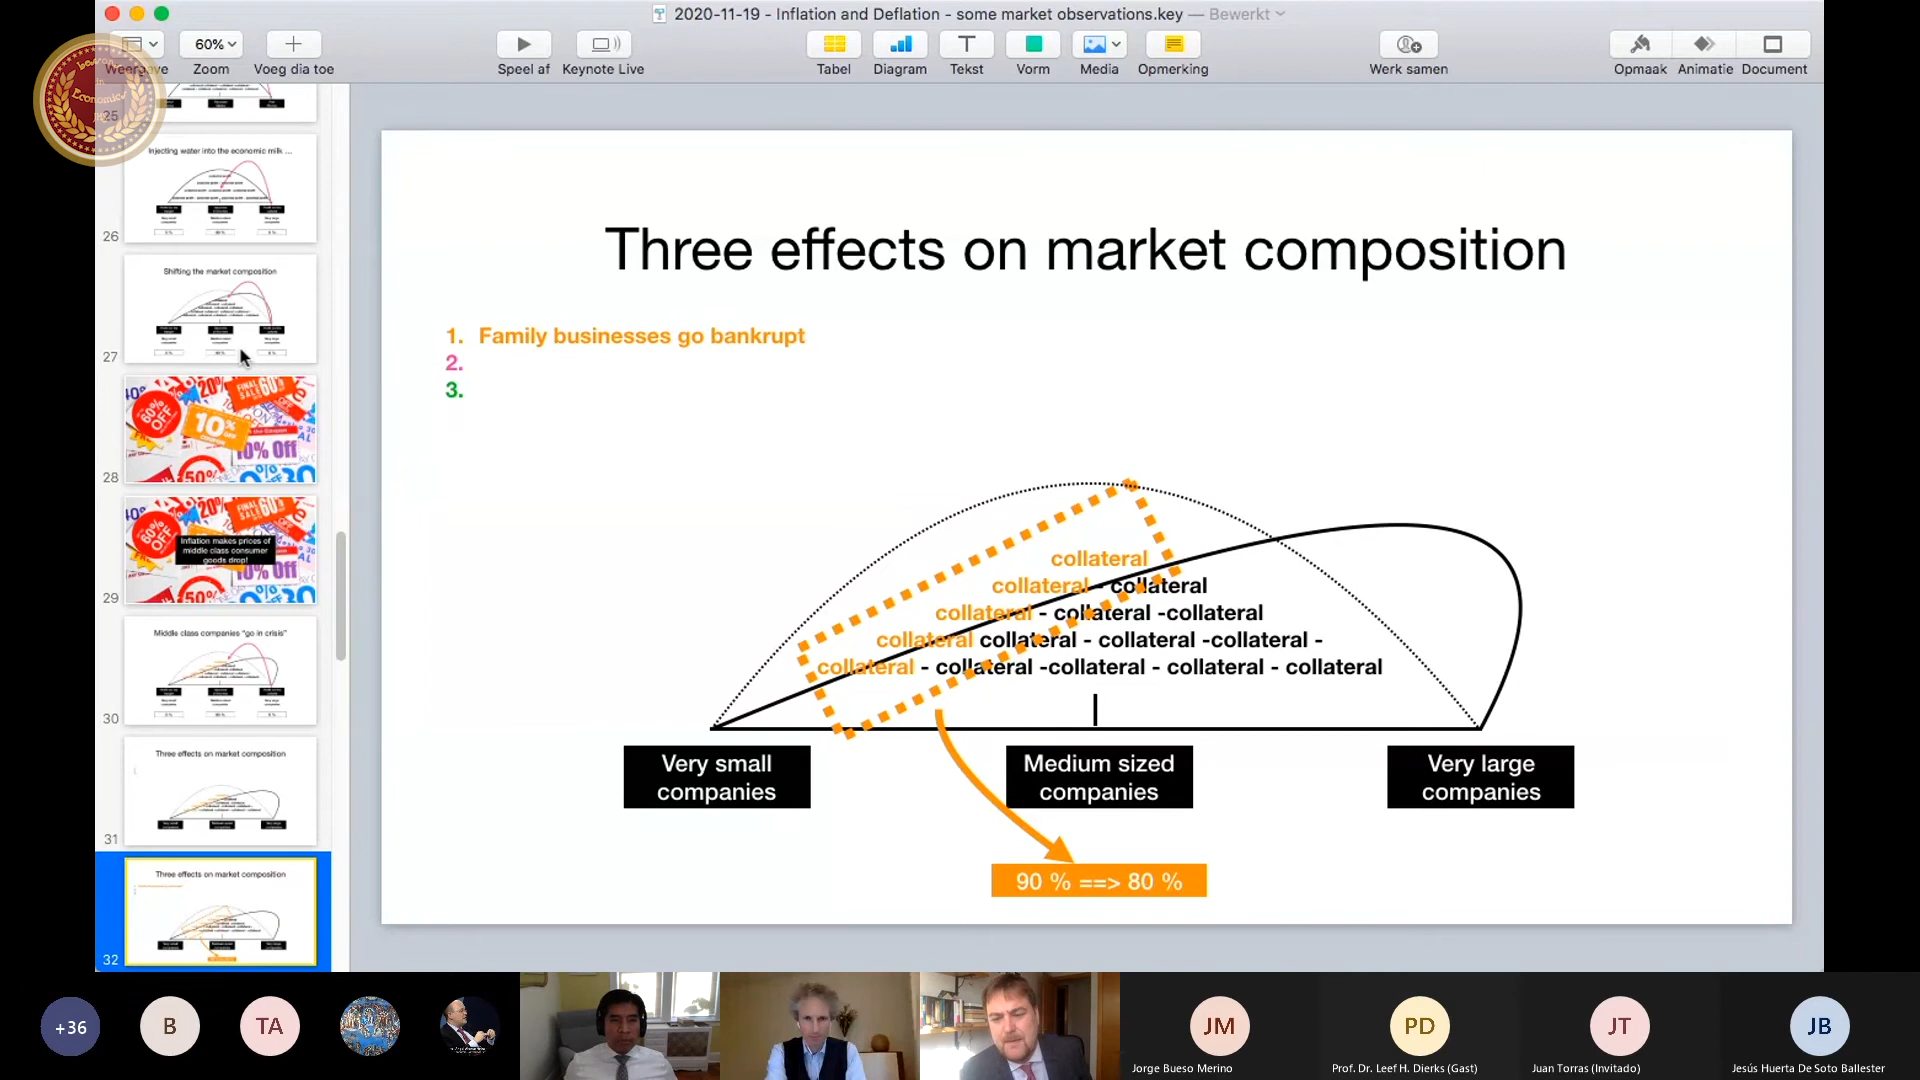 2020-11-19 - Inflation and Deflation - some market observations.key — Bewerkt
60%
Weergave
Zoom
Voeg dia toe
Speel af
Keynote Live
Tabel
Diagram
Tekst
Vorm
Media
Opmerking
Werk samen
Opmaak
Animatie
Document
in
Economics
25
Injecting water into the economic milk ...
26
Shifting the market composition
27
28
Inflation makes prices of
middle class consumer
goods drop!
29
Middle class companies "go in crisis"
30
Three effects on market composition
31
Three effects on market composition
32
Three effects on market composition
1. Family businesses go bankrupt
2.
3.
collateral
collateral - collateral
collateral - collateral -collateral
collateral collateral - collateral -collateral -
collateral - collateral -collateral - collateral - collateral
Very small
companies
Medium sized
companies
Very large
companies
90 % ==> 80 %
+36
B
TA
JM
Jorge Bueso Merino
PD
Prof. Dr. Leef H. Dierks (Gast)
JT
Juan Torras (Invitado)
JB
Jesús Huerta De Soto Ballester